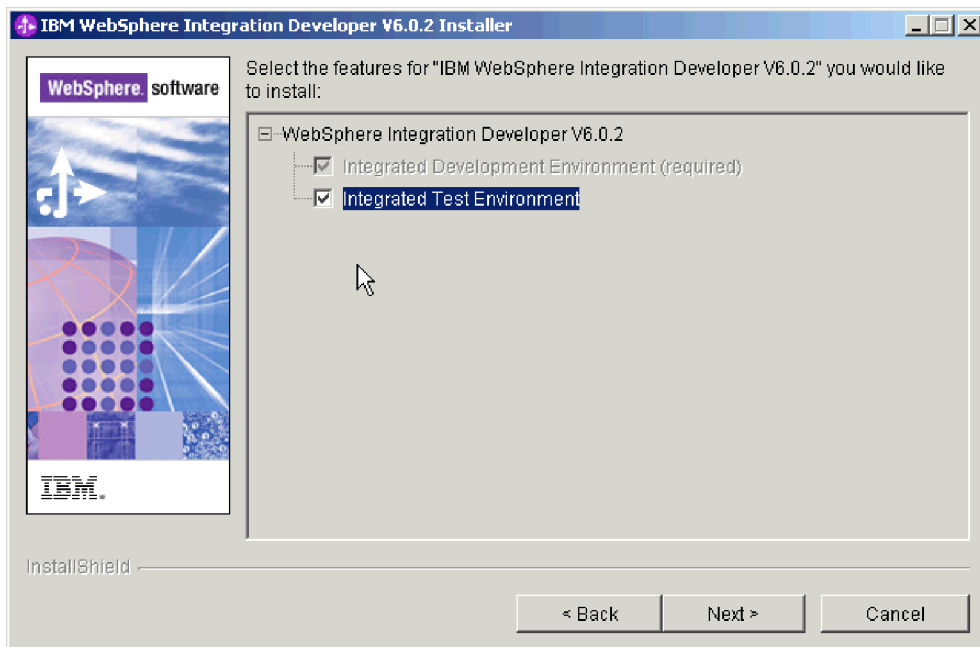 IBM WebSphere Integration Developer V6.0.2 Installer
WebSphere. software
Select the features for "IBM WebSphere Integration Developer V6.0.2" you would like
to install:
WebSphere Integration Developer V6.0.2
Integrated Development Environment (required)
Integrated Test Environment
IBM.
InstallShield
< Back
Next >
Cancel